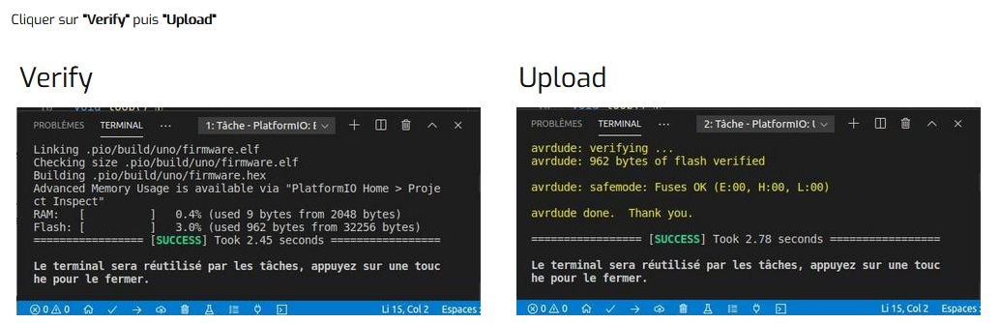 Cliquer sur "Verify" puis "Upload"
Verify
PROBLÈMES TERMINAL ··· 1: Tâche - PlatformIO: E
Linking .pio/build/uno/firmware.elf
Checking size .pio/build/uno/firmware.elf
Building .pio/build/uno/firmware.hex
Advanced Memory Usage is available via "PlatformIO Home > Proje
ct Inspect"
RAM:   [          ]   0.4% (used 9 bytes from 2048 bytes)
Flash: [          ]   3.0% (used 962 bytes from 32256 bytes)
================= [SUCCESS] Took 2.45 seconds =================
Le terminal sera réutilisé par les tâches, appuyez sur une touc
he pour le fermer.
0 0 Li 15, Col 2 Espaces :
Upload
PROBLÈMES TERMINAL ··· 2: Tâche - PlatformIO: U
avrdude: verifying ...
avrdude: 962 bytes of flash verified
avrdude: safemode: Fuses OK (E:00, H:00, L:00)
avrdude done.  Thank you.
================= [SUCCESS] Took 2.78 seconds =================
Le terminal sera réutilisé par les tâches, appuyez sur une touc
he pour le fermer.
0 0 Li 15, Col 2 Espaces :